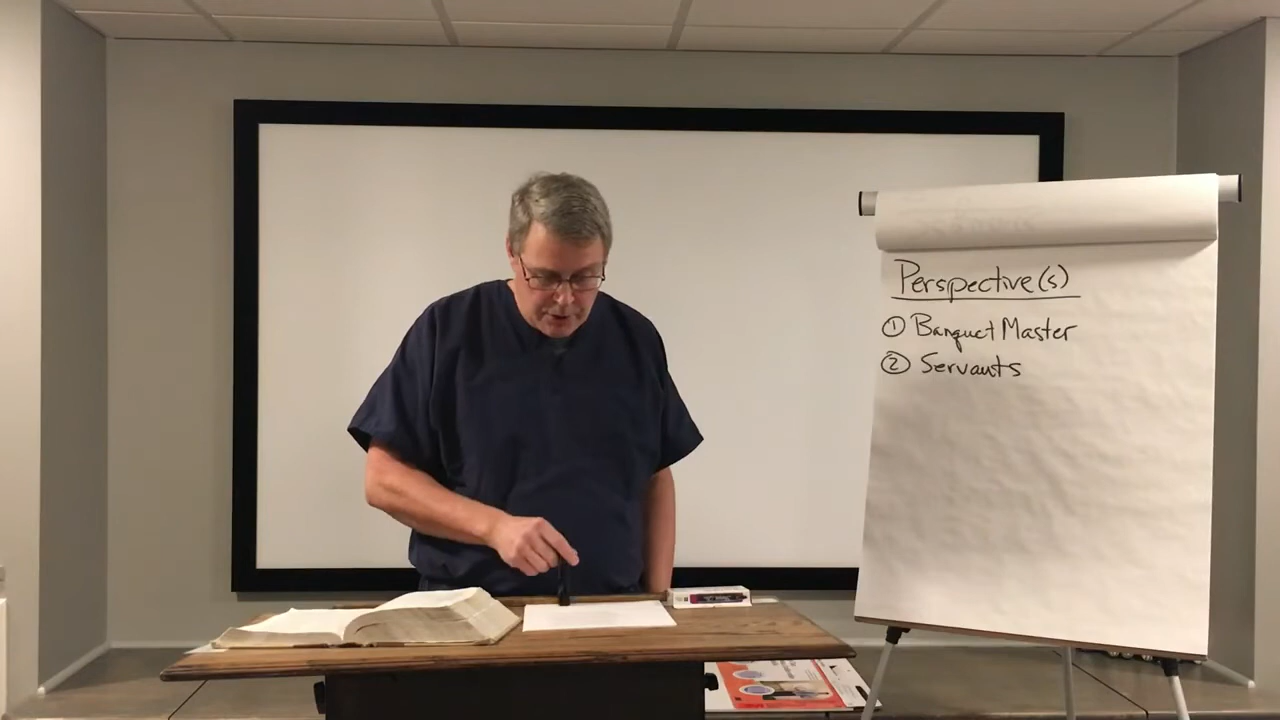 Perspective(s)
① Banquet Master
② Servants